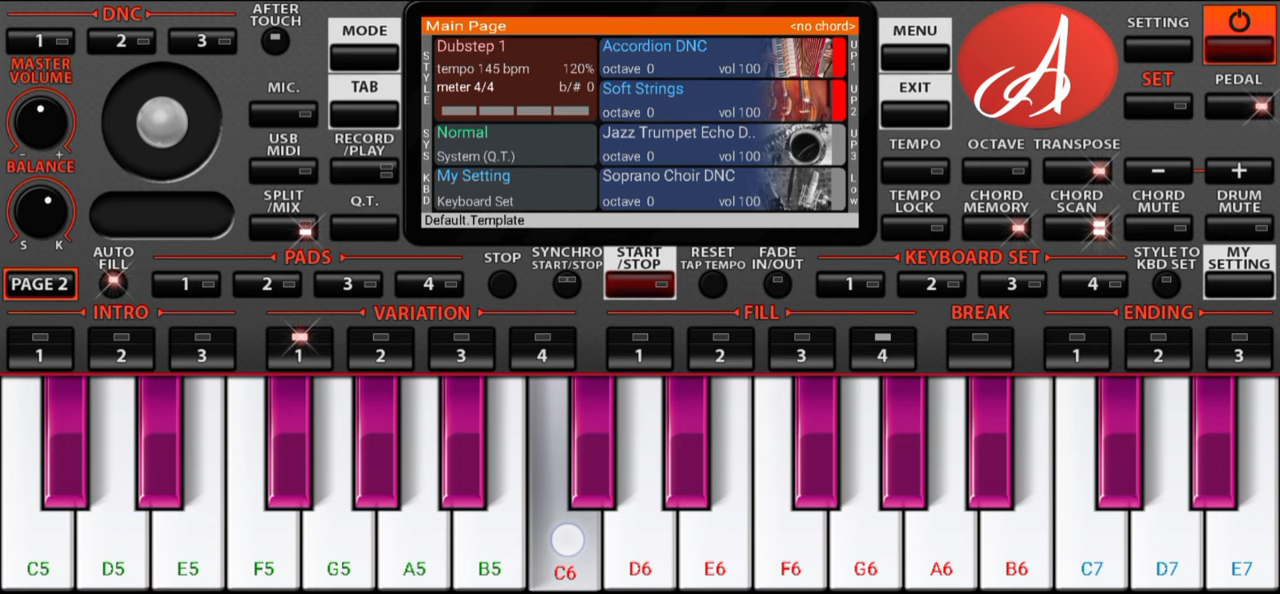 DNC
1 2 3
AFTER
TOUCH
MODE
MASTER
VOLUME
- +
BALANCE
S K
MIC.
TAB
USB
MIDI
RECORD
/PLAY
SPLIT
/MIX
Q.T.
Main Page <no chord>
STYLE
Dubstep 1
tempo 145 bpm 120%
meter 4/4 b/# 0
SYS
Normal
System (Q.T.)
KBD
My Setting
Keyboard Set
Accordion DNC
octave 0 vol 100
UP1
Soft Strings
octave 0 vol 100
UP2
Jazz Trumpet Echo D..
octave 0 vol 100
UP3
Soprano Choir DNC
octave 0 vol 100
Low
Default.Template
MENU
EXIT
A
SETTING
SET
PEDAL
TEMPO
OCTAVE
TRANSPOSE
- +
TEMPO
LOCK
CHORD
MEMORY
CHORD
SCAN
CHORD
MUTE
DRUM
MUTE
PAGE 2
AUTO
FILL
PADS
1 2 3 4
STOP
SYNCHRO
START/STOP
START
/STOP
RESET
TAP TEMPO
FADE
IN/OUT
KEYBOARD SET
1 2 3 4
STYLE TO
KBD SET
MY
SETTING
INTRO
1 2 3
VARIATION
1 2 3 4
FILL
1 2 3 4
BREAK
ENDING
1 2 3
C5 D5 E5 F5 G5 A5 B5 C6 D6 E6 F6 G6 A6 B6 C7 D7 E7